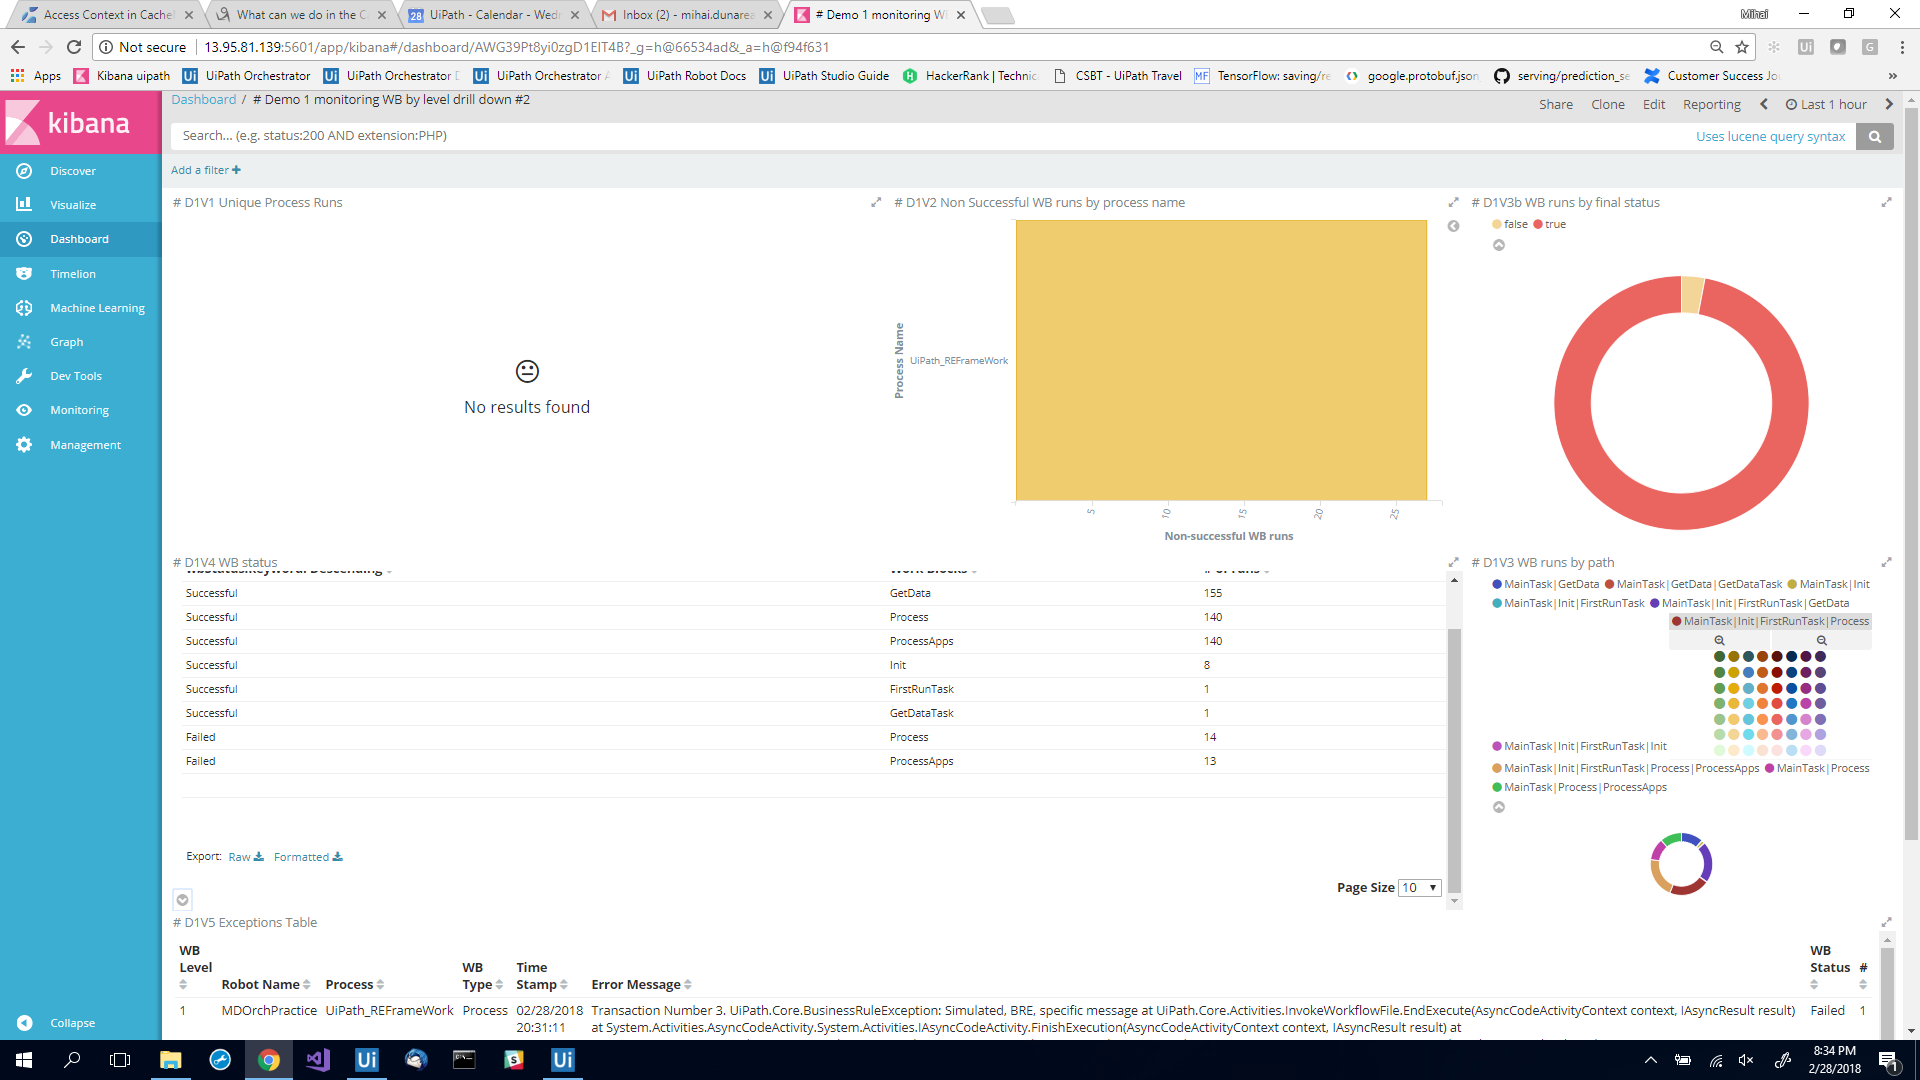 Access Context in Cache
What can we do in the C
28 UiPath - Calendar - Wed
Inbox (2) - mihai.dunarea
# Demo 1 monitoring W
Mihai
Not secure | 13.95.81.139:5601/app/kibana#/dashboard/AWG39Pt8yi0zgD1EIT4B?_g=h@66534ad&_a=h@f94f631
Apps Kibana uipath UiPath Orchestrator UiPath Orchestrator D UiPath Orchestrator A UiPath Robot Docs UiPath Studio Guide HackerRank | Technic CSBT - UiPath Travel TensorFlow: saving/re google.protobuf.json serving/prediction_se Customer Success Jou »
kibana
Discover
Visualize
Dashboard
Timelion
Machine Learning
Graph
Dev Tools
Monitoring
Management
Collapse
Dashboard / # Demo 1 monitoring WB by level drill down #2
Share Clone Edit Reporting Last 1 hour
Search... (e.g. status:200 AND extension:PHP)
Uses lucene query syntax
Add a filter +
# D1V1 Unique Process Runs
No results found
# D1V2 Non Successful WB runs by process name
Process Name
UiPath_REFrameWork
5 10 15 20 25
Non-successful WB runs
# D1V3b WB runs by final status
false true
# D1V4 WB status
Successful GetData 155
Successful Process 140
Successful ProcessApps 140
Successful Init 8
Successful FirstRunTask 1
Successful GetDataTask 1
Failed Process 14
Failed ProcessApps 13
Export: Raw Formatted
Page Size 10
# D1V3 WB runs by path
MainTask|GetData MainTask|GetData|GetDataTask MainTask|Init
MainTask|Init|FirstRunTask MainTask|Init|FirstRunTask|GetData
MainTask|Init|FirstRunTask|Process
MainTask|Init|FirstRunTask|Init
MainTask|Init|FirstRunTask|Process|ProcessApps MainTask|Process
MainTask|Process|ProcessApps
# D1V5 Exceptions Table
WB Level Robot Name Process WB Type Time Stamp Error Message WB Status #
1 MDOrchPractice UiPath_REFrameWork Process 02/28/2018 Transaction Number 3. UiPath.Core.BusinessRuleException: Simulated, BRE, specific message at UiPath.Core.Activities.InvokeWorkflowFile.EndExecute(AsyncCodeActivityContext context, IAsyncResult result) Failed 1
20:31:11 at System.Activities.AsyncCodeActivity.System.Activities.IAsyncCodeActivity.FinishExecution(AsyncCodeActivityContext context, IAsyncResult result) at
8:34 PM
2/28/2018
1